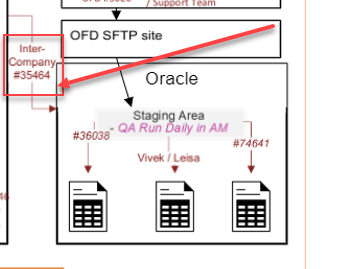 / Support Team
OFD SFTP site
Inter-
Company
#35464
Oracle
Staging Area
- QA Run Daily in AM
#36038
#74641
Vivek / Leisa